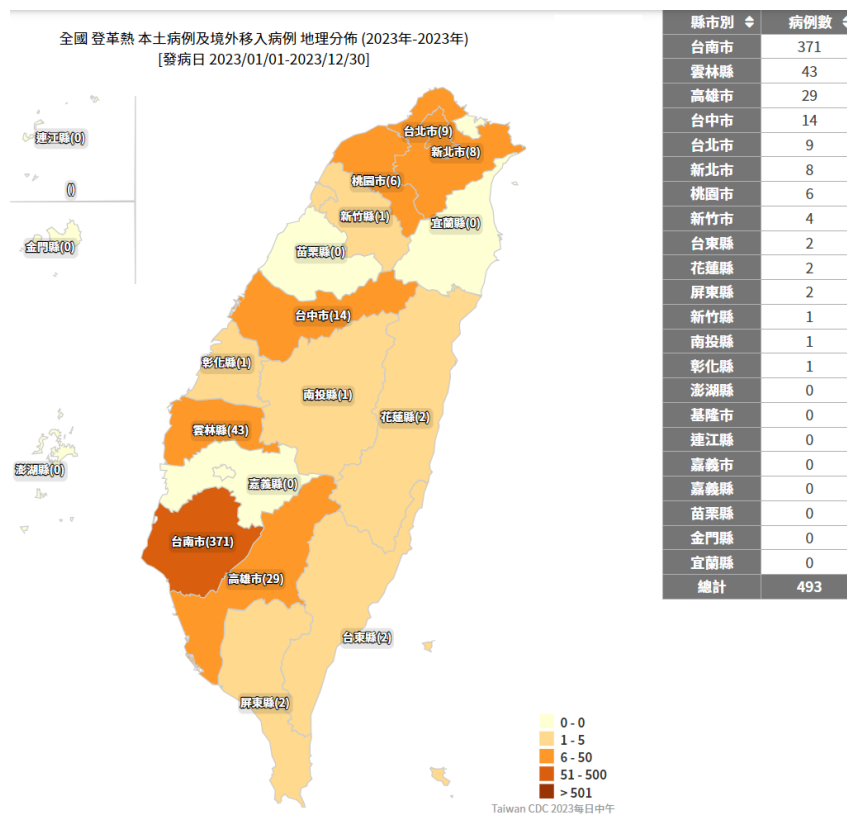 全國 登革熱 本土病例及境外移入病例 地理分佈 (2023年-2023年)
[發病日 2023/01/01-2023/12/30]
連江縣(0)
()
金門縣(0)
澎湖縣(0)
台北市(9)
新北市(8)
桃園市(6)
新竹縣(1)
宜蘭縣(0)
苗栗縣(0)
台中市(14)
彰化縣(1)
南投縣(1)
花蓮縣(2)
雲林縣(43)
嘉義縣(0)
台南市(371)
高雄市(29)
台東縣(2)
屏東縣(2)
0 - 0
1 - 5
6 - 50
51 - 500
> 501
Taiwan CDC 2023每日中午
縣市別 病例數
台南市 371
雲林縣 43
高雄市 29
台中市 14
台北市 9
新北市 8
桃園市 6
新竹市 4
台東縣 2
花蓮縣 2
屏東縣 2
新竹縣 1
南投縣 1
彰化縣 1
澎湖縣 0
基隆市 0
連江縣 0
嘉義市 0
嘉義縣 0
苗栗縣 0
金門縣 0
宜蘭縣 0
總計 493